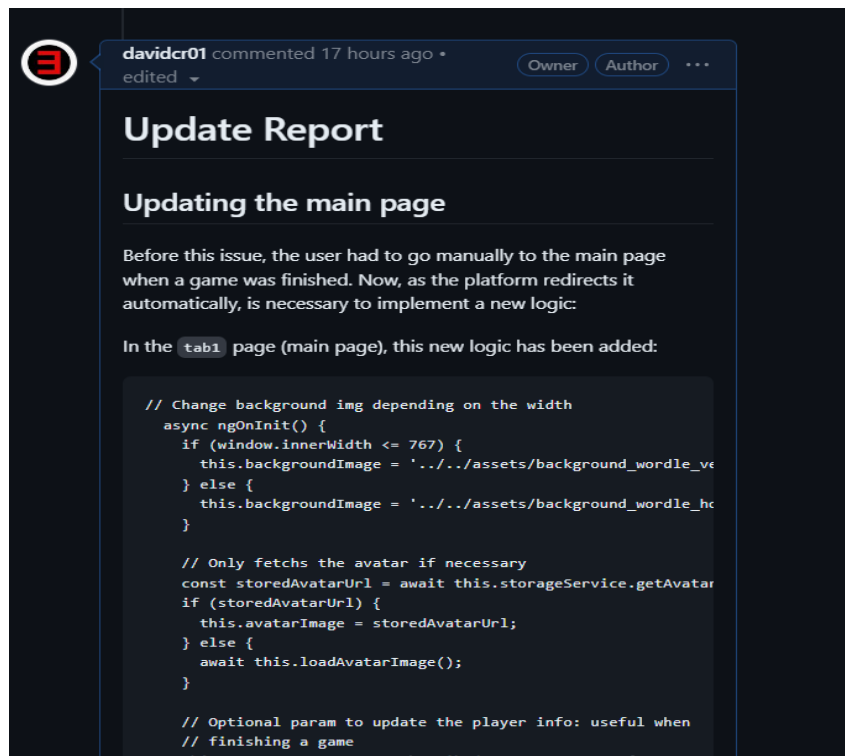 davidcr01 commented 17 hours ago •
edited
Owner
Author
...
Update Report
Updating the main page
Before this issue, the user had to go manually to the main page
when a game was finished. Now, as the platform redirects it
automatically, is necessary to implement a new logic:
In the tab1 page (main page), this new logic has been added:
// Change background img depending on the width
async ngOnInit() {
if (window.innerWidth <= 767) {
this.backgroundImage = '../../assets/background_wordle_ve
} else {
this.backgroundImage = '../../assets/background_wordle_ho
}
// Only fetchs the avatar if necessary
const storedAvatarUrl = await this.storageService.getAvatar
if (storedAvatarUrl) {
this.avatarImage = storedAvatarUrl;
} else {
await this.loadAvatarImage();
}
// Optional param to update the player info: useful when
// finishing a game